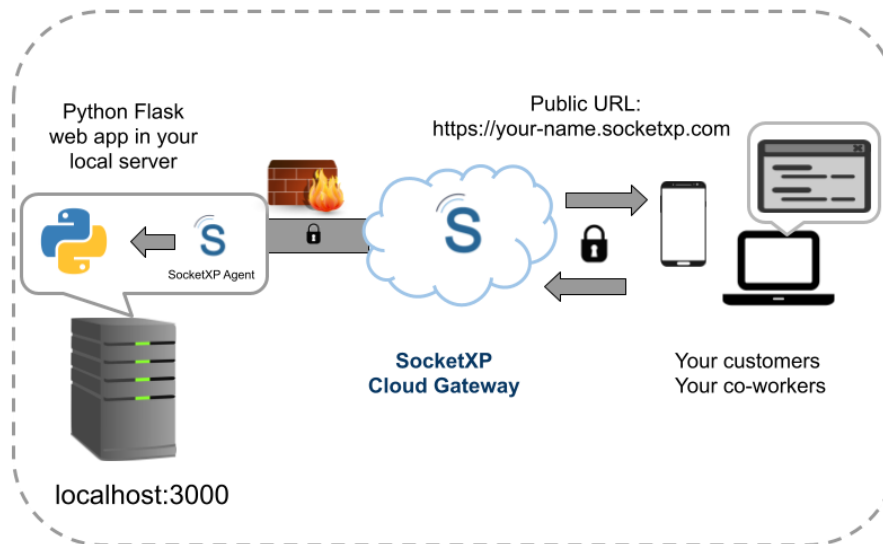 Python Flask
web app in your
local server
Public URL:
https://your-name.socketxp.com
S
SocketXP Agent
S
SocketXP
Cloud Gateway
Your customers
Your co-workers
localhost:3000